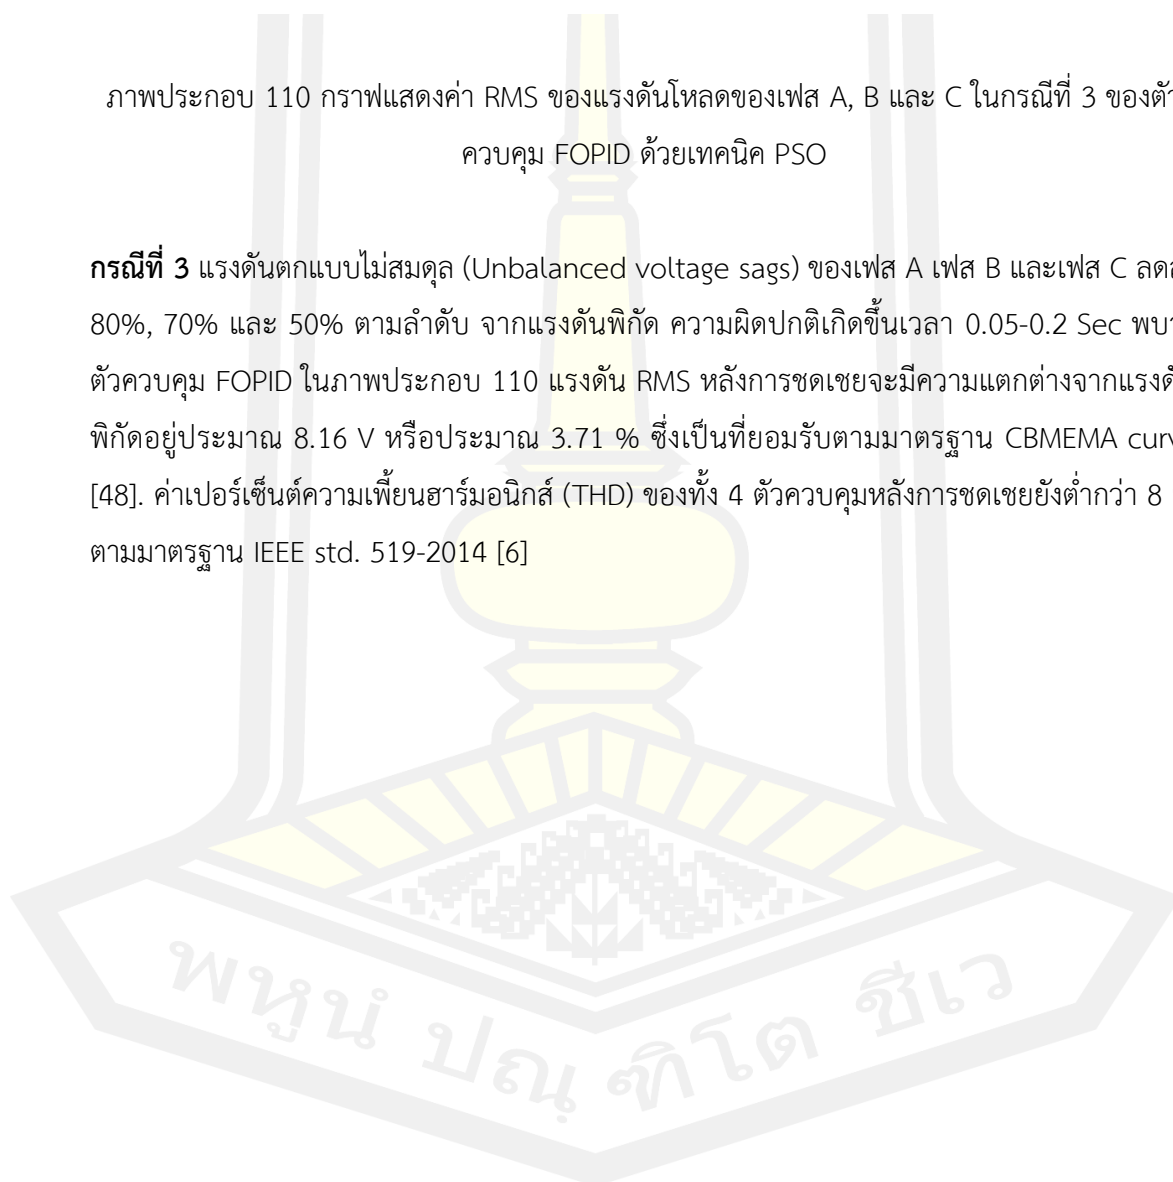 ภาพประกอบ 110 กราฟแสดงค่า RMS ของแรงดันโหลดของเฟส A, B และ C ในกรณีที่ 3 ของตัว
ควบคุม FOPID ด้วยเทคนิค PSO
กรณีที่ 3 แรงดันตกแบบไม่สมดุล (Unbalanced voltage sags) ของเฟส A เฟส B และเฟส C
80%, 70% และ 50% ตามลำดับ จากแรงดันพิกัด ความผิดปกติเกิดขึ้นเวลา 0.05-0.2 Sec
ตัวควบคุม FOPID ในภาพประกอบ 110 แรงดัน RMS หลังการชดเชยจะมีความแตกต่างจาก
พิกัดอยู่ประมาณ 8.16 V หรือประมาณ 3.71 % ซึ่งเป็นที่ยอมรับตามมาตรฐาน CBMEMA
[48]. ค่าเปอร์เซ็นต์ความเพี้ยนฮาร์มอนิกส์ (THD) ของทั้ง 4 ตัวควบคุมหลังการชดเชยยังต่ำกว่า 8
ตามมาตรฐาน IEEE std. 519-2014 [6]
พหูนํ ปณฺฑิโต ชีเว